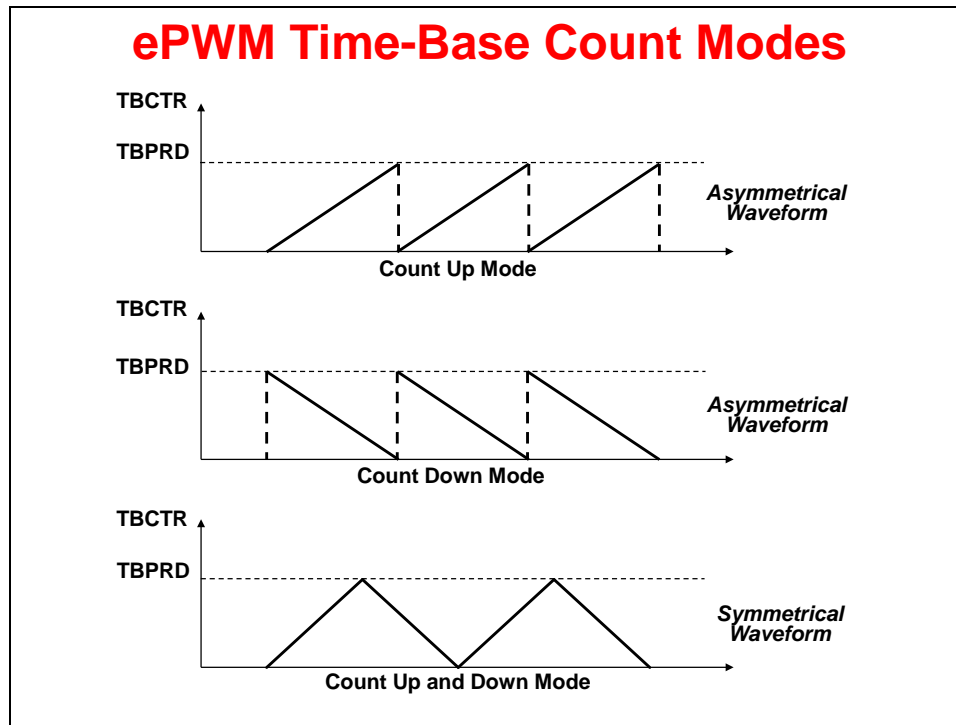 ePWM Time-Base Count Modes
TBCTR
TBPRD
Asymmetrical
Waveform
Count Up Mode
TBCTR
TBPRD
Asymmetrical
Waveform
Count Down Mode
TBCTR
TBPRD
Symmetrical
Waveform
Count Up and Down Mode